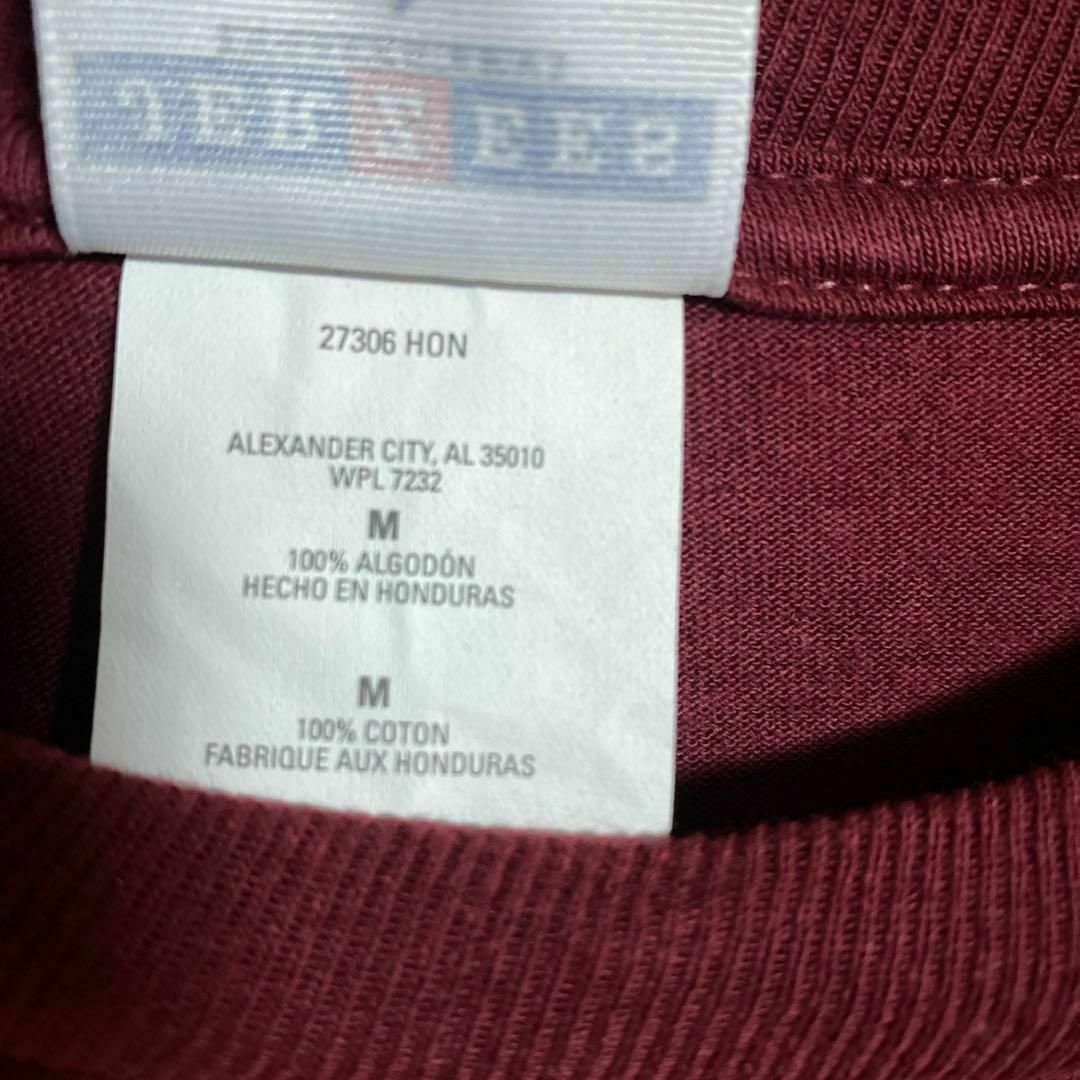 27306 HON
ALEXANDER CITY, AL 35010
WPL 7232
M
100% ALGODÓN
HECHO EN HONDURAS
M
100% COTON
FABRIQUE AUX HONDURAS